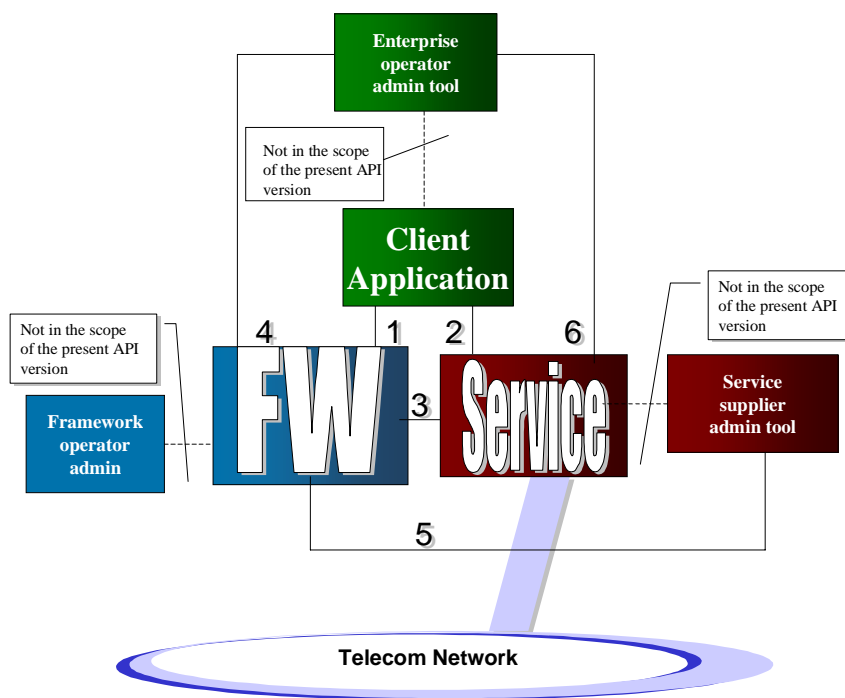 Enterprise
operator
admin tool
Not in the scope
of the present API
version
Client
Application
Not in the scope
of the present API
version
Not in the scope
of the present API
version
4
1
2
6
FW
3
Service
Framework
operator
admin
Service
supplier
admin tool
5
Telecom Network